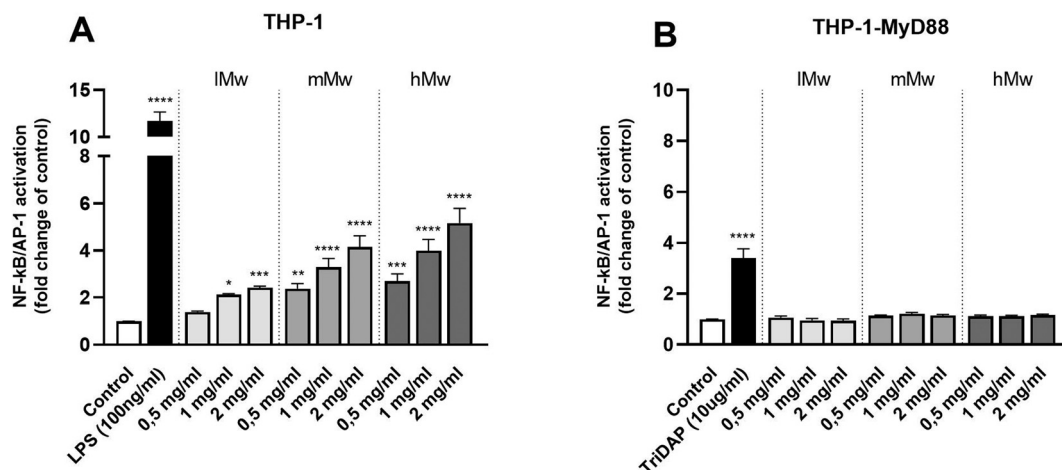 A
THP-1
lMw
mMw
hMw
NF-kB/AP-1 activation
(fold change of control)
15
10
8
6
4
2
0
****
*
***
**
****
****
***
****
****
Control
LPS (100ng/ml)
0,5 mg/ml
1 mg/ml
2 mg/ml
0,5 mg/ml
1 mg/ml
2 mg/ml
0,5 mg/ml
1 mg/ml
2 mg/ml
B
THP-1-MyD88
lMw
mMw
hMw
NF-kB/AP-1 activation
(fold change of control)
10
8
6
4
2
0
****
Control
TriDAP (10ug/ml)
0,5 mg/ml
1 mg/ml
2 mg/ml
0,5 mg/ml
1 mg/ml
2 mg/ml
0,5 mg/ml
1 mg/ml
2 mg/ml